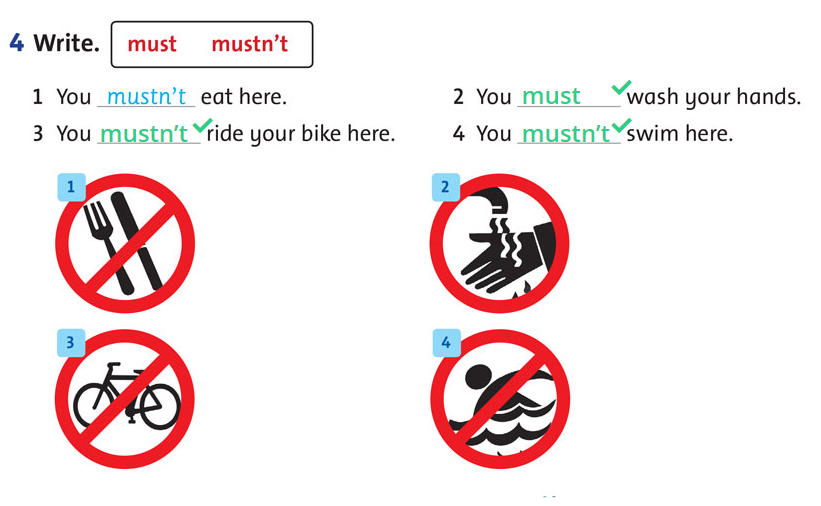 4 Write. must mustn't
1 You mustn't eat here. 2 You must wash your hands.
3 You mustn't ride your bike here. 4 You mustn't swim here.
1 2
3 4